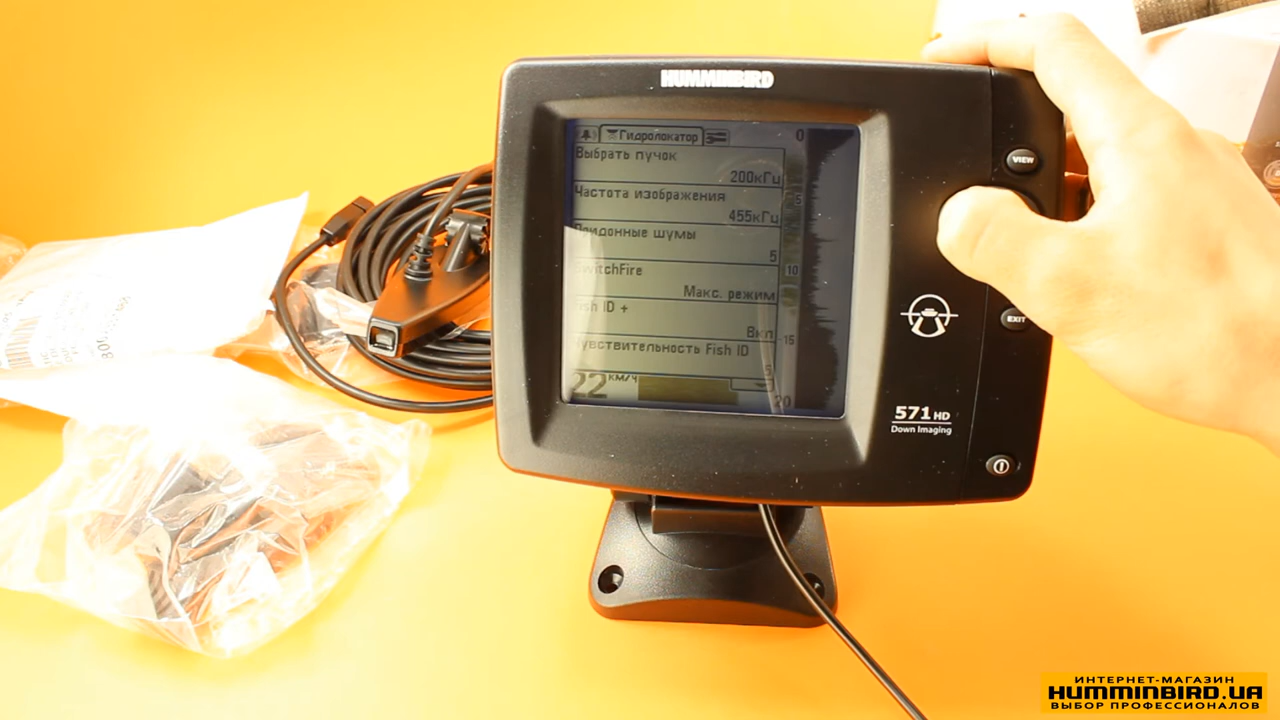 HUMMINBIRD
Гидролокатор
0
Выбрать пучок
200кГц
5
Частота изображения
455кГц
Придонные шумы
5
10
SwitchFire
Макс. режим
Fish ID +
Вкл
15
Чувствительность Fish ID
5
22 км/ч
20
VIEW
EXIT
571 HD
Down Imaging
ИНТЕРНЕТ-МАГАЗИН
HUMMINBIRD.UA
ВЫБОР ПРОФЕССИОНАЛОВ